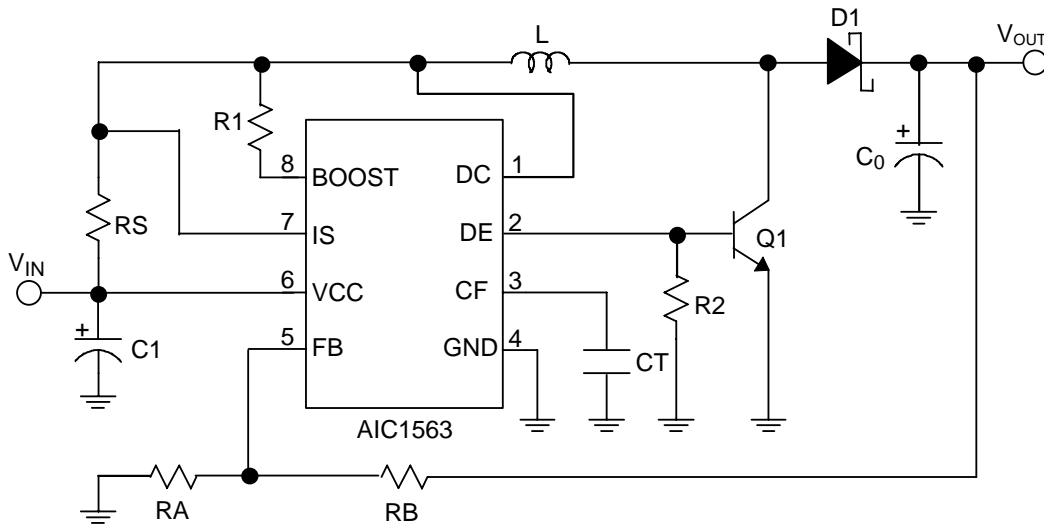 D1
L
VOUT
R1
8
BOOST
DC
1
+
C0
RS
7
IS
DE
2
Q1
VIN
6
VCC
CF
3
R2
+
C1
5
FB
GND
4
CT
AIC1563
RA
RB